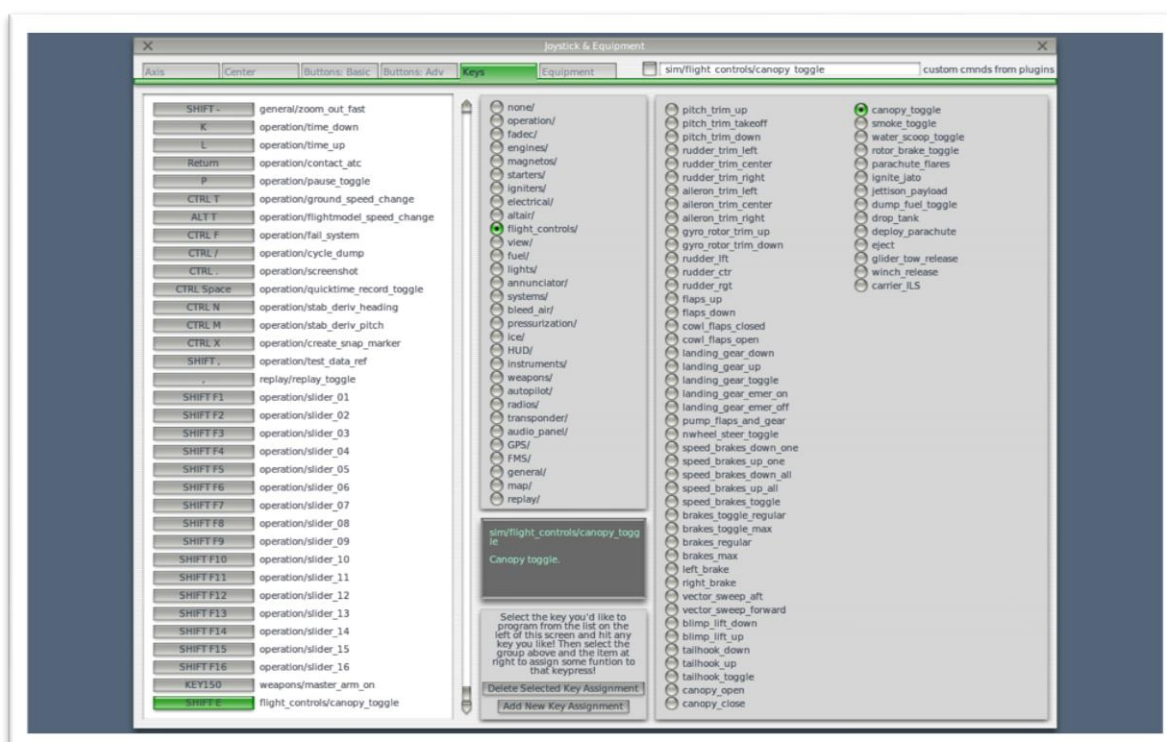 Joystick & Equipment
Axis
Center
Buttons: Basic
Buttons: Adv
Keys
Equipment
sim/flight_controls/canopy_toggle
custom cmnds from plugins
SHIFT - general/zoom_out_fast
K operation/time_down
L operation/time_up
Return operation/contact_atc
P operation/pause_toggle
CTRL T operation/ground_speed_change
ALT T operation/flightmodel_speed_change
CTRL F operation/fail_system
CTRL / operation/cycle_dump
CTRL . operation/screenshot
CTRL Space operation/quicktime_record_toggle
CTRL N operation/stab_deriv_heading
CTRL M operation/stab_deriv_pitch
CTRL X operation/create_snap_marker
SHIFT , operation/test_data_ref
, replay/replay_toggle
SHIFT F1 operation/slider_01
SHIFT F2 operation/slider_02
SHIFT F3 operation/slider_03
SHIFT F4 operation/slider_04
SHIFT F5 operation/slider_05
SHIFT F6 operation/slider_06
SHIFT F7 operation/slider_07
SHIFT F8 operation/slider_08
SHIFT F9 operation/slider_09
SHIFT F10 operation/slider_10
SHIFT F11 operation/slider_11
SHIFT F12 operation/slider_12
SHIFT F13 operation/slider_13
SHIFT F14 operation/slider_14
SHIFT F15 operation/slider_15
SHIFT F16 operation/slider_16
KEY150 weapons/master_arm_on
SHIFT E flight_controls/canopy_toggle
none/
operation/
fadec/
engines/
magnetos/
starters/
igniters/
electrical/
altair/
flight_controls/
view/
fuel/
lights/
annunciator/
systems/
bleed_air/
pressurization/
ice/
HUD/
instruments/
weapons/
autopilot/
radios/
transponder/
audio_panel/
GPS/
FMS/
general/
map/
replay/
sim/flight_controls/canopy_togg
le
Canopy toggle.
Select the key you'd like to
program from the list on the
left of this screen and hit any
key you like! Then select the
group above and the item at
right to assign some funtion to
that keypress!
Delete Selected Key Assignment
Add New Key Assignment
pitch_trim_up
pitch_trim_takeoff
pitch_trim_down
rudder_trim_left
rudder_trim_center
rudder_trim_right
aileron_trim_left
aileron_trim_center
aileron_trim_right
gyro_rotor_trim_up
gyro_rotor_trim_down
rudder_lft
rudder_ctr
rudder_rgt
flaps_up
flaps_down
cowl_flaps_closed
cowl_flaps_open
landing_gear_down
landing_gear_up
landing_gear_toggle
landing_gear_emer_on
landing_gear_emer_off
pump_flaps_and_gear
nwheel_steer_toggle
speed_brakes_down_one
speed_brakes_up_one
speed_brakes_down_all
speed_brakes_up_all
speed_brakes_toggle
brakes_toggle_regular
brakes_toggle_max
brakes_regular
brakes_max
left_brake
right_brake
vector_sweep_aft
vector_sweep_forward
blimp_lift_down
blimp_lift_up
tailhook_down
tailhook_up
tailhook_toggle
canopy_open
canopy_close
canopy_toggle
smoke_toggle
water_scoop_toggle
rotor_brake_toggle
parachute_flares
ignite_jato
jettison_payload
dump_fuel_toggle
drop_tank
deploy_parachute
eject
glider_tow_release
winch_release
carrier_ILS